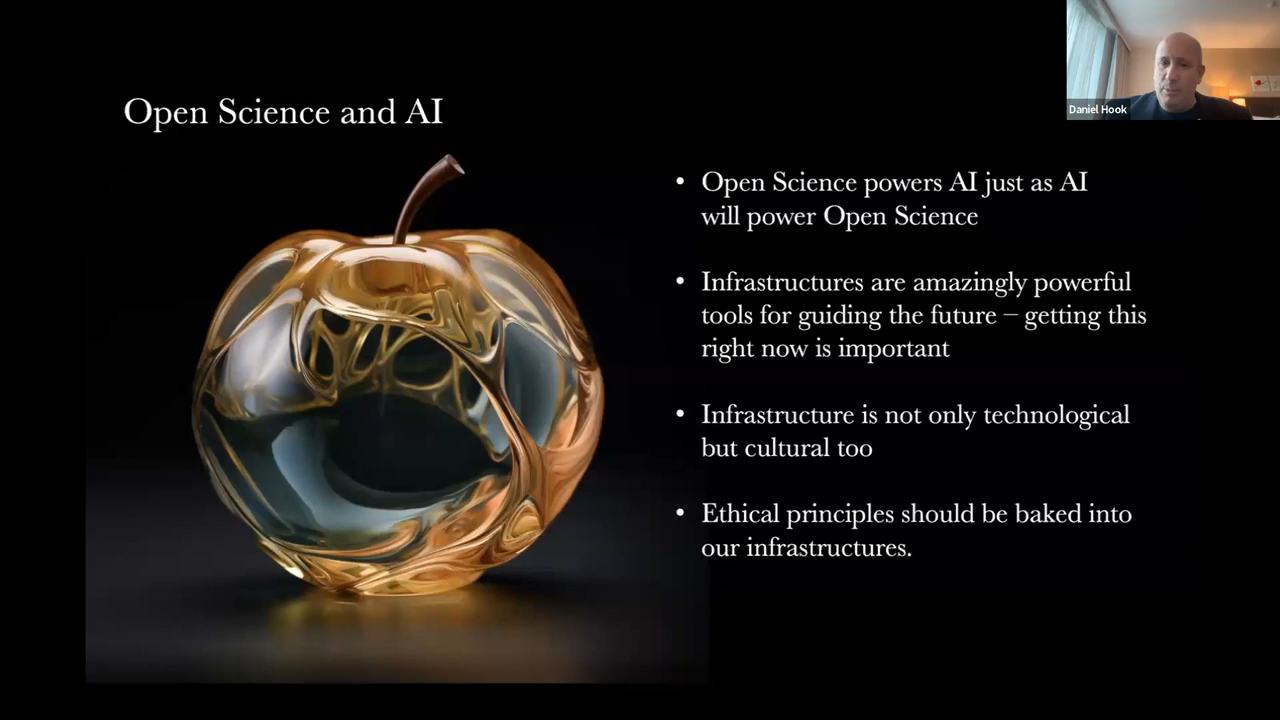 Daniel Hook
Open Science and AI
• Open Science powers AI just as AI
will power Open Science
• Infrastructures are amazingly powerful
tools for guiding the future – getting this
right now is important
• Infrastructure is not only technological
but cultural too
• Ethical principles should be baked into
our infrastructures.